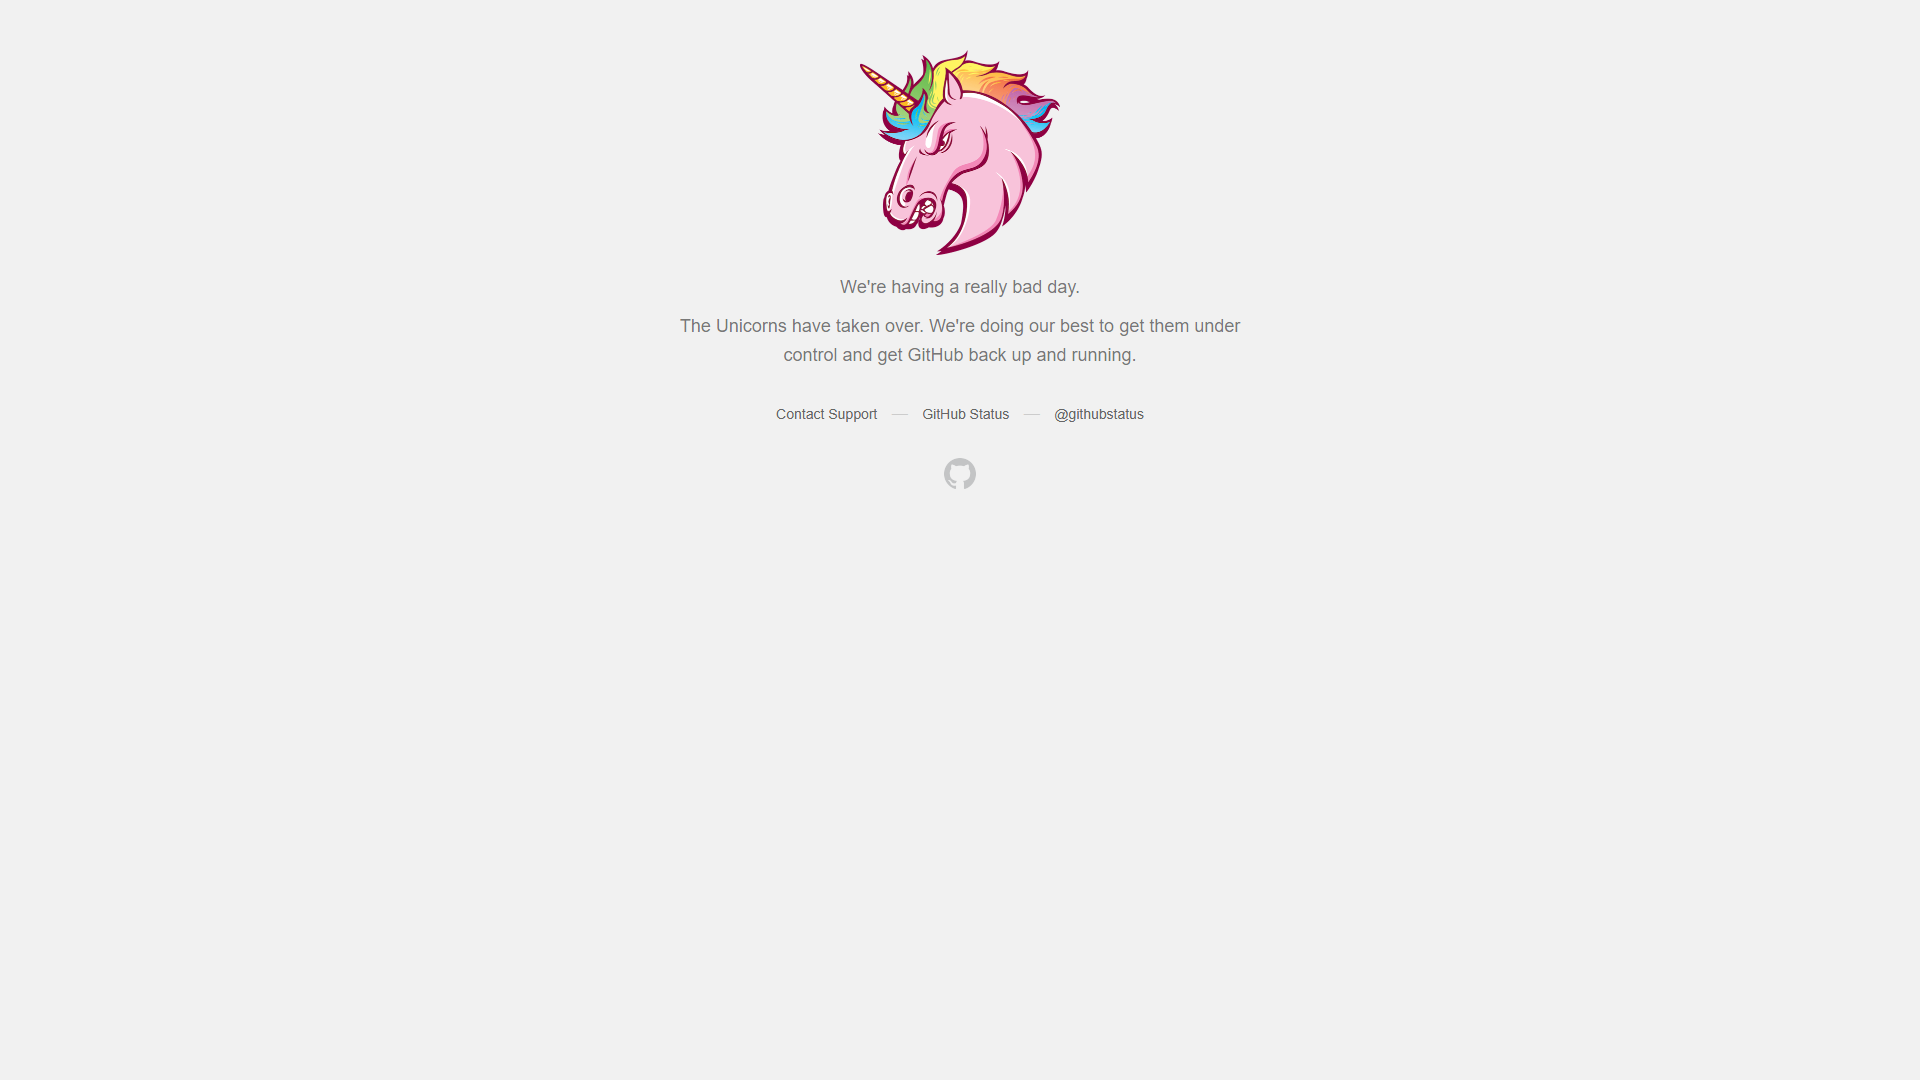 We're having a really bad day.
The Unicorns have taken over. We're doing our best to get them under
control and get GitHub back up and running.
Contact Support — GitHub Status — @githubstatus